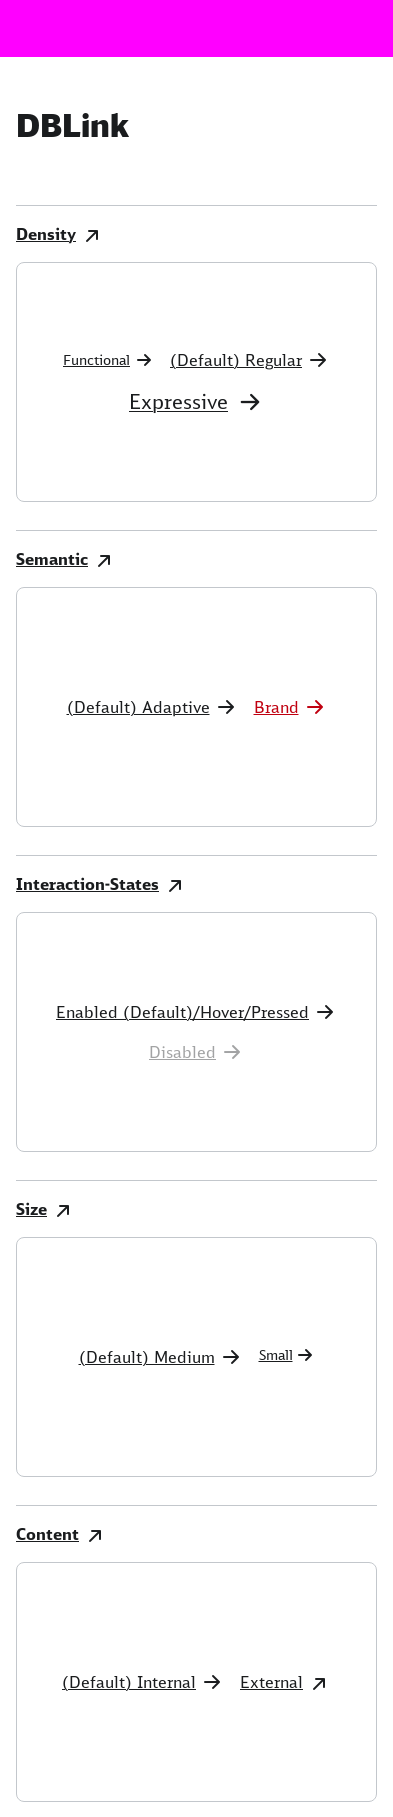 DBLink
Density
Functional (Default) Regular
Expressive
Semantic
(Default) Adaptive Brand
Interaction-States
Enabled (Default)/Hover/Pressed
Disabled
Size
(Default) Medium Small
Content
(Default) Internal External